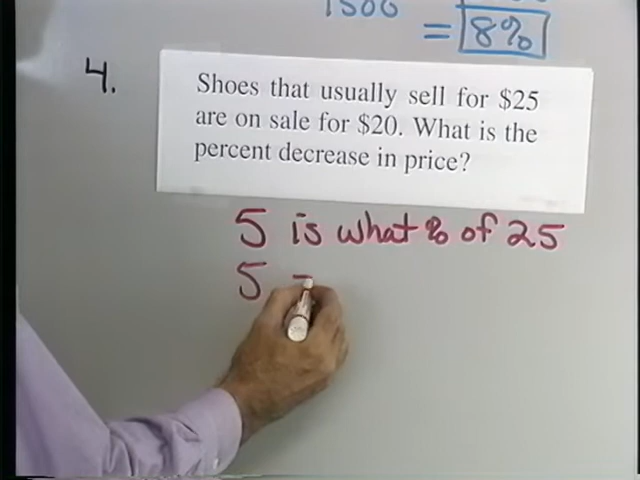 1500
= 8%
4.
Shoes that usually sell for $25
are on sale for $20. What is the
percent decrease in price?
5 is what % of 25
5 =